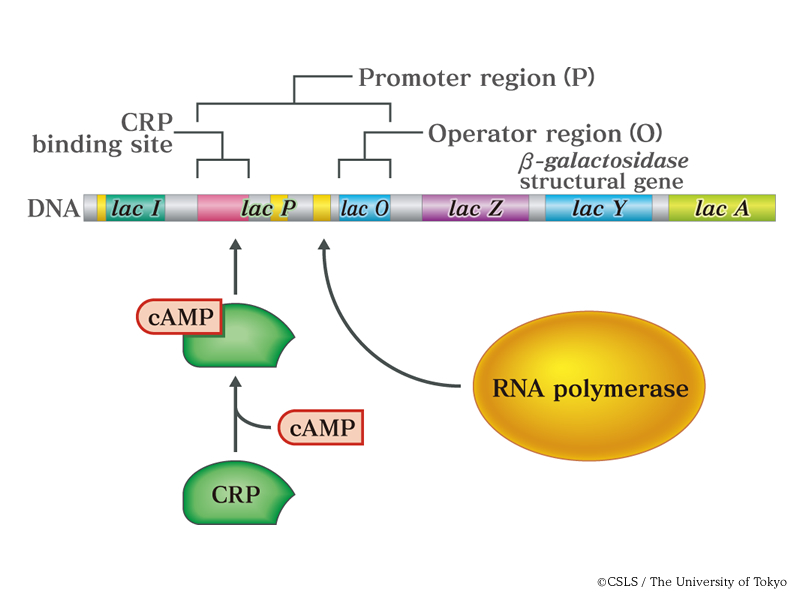 Promoter region (P)
CRP
binding site
Operator region (O)
β-galactosidase
structural gene
DNA
lac I
lac P
lac O
lac Z
lac Y
lac A
cAMP
RNA polymerase
cAMP
CRP
©CSLS / The University of Tokyo